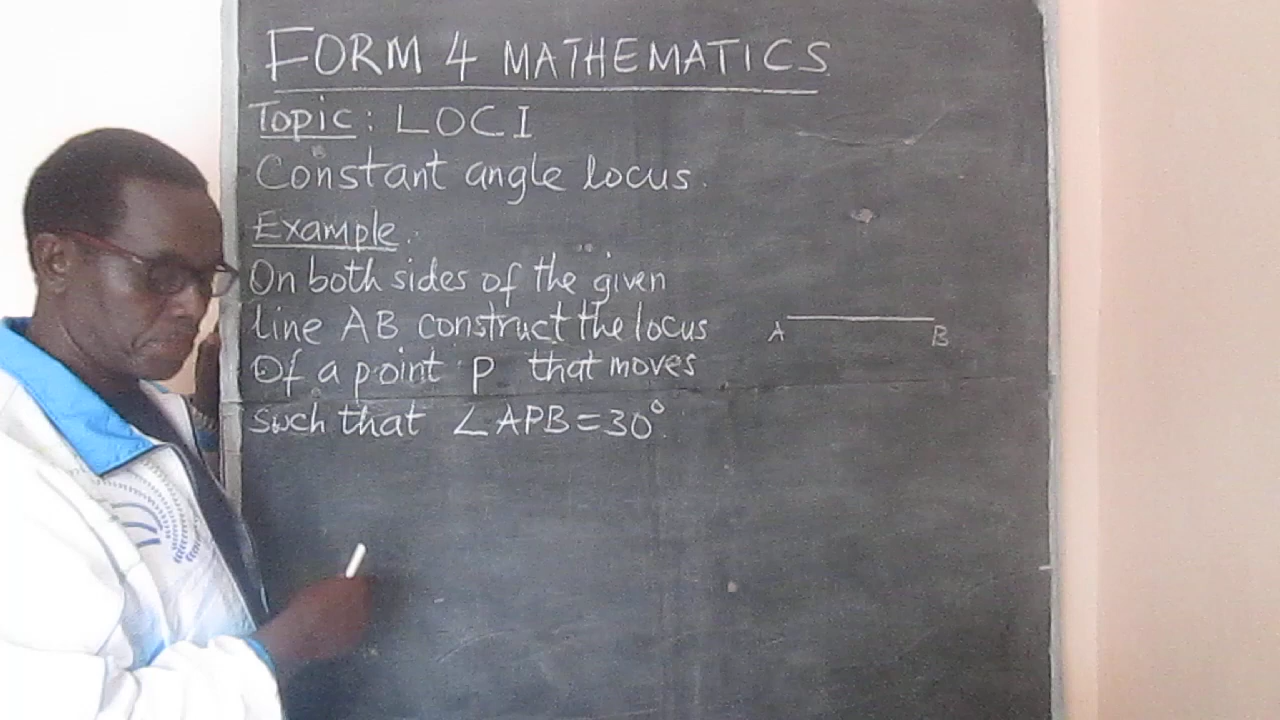 FORM 4 MATHEMATICS
Topic: LOCI
Constant angle locus.
Example.
On both sides of the given
line AB construct the locus
Of a point P that moves
such that ∠APB=30°
A B